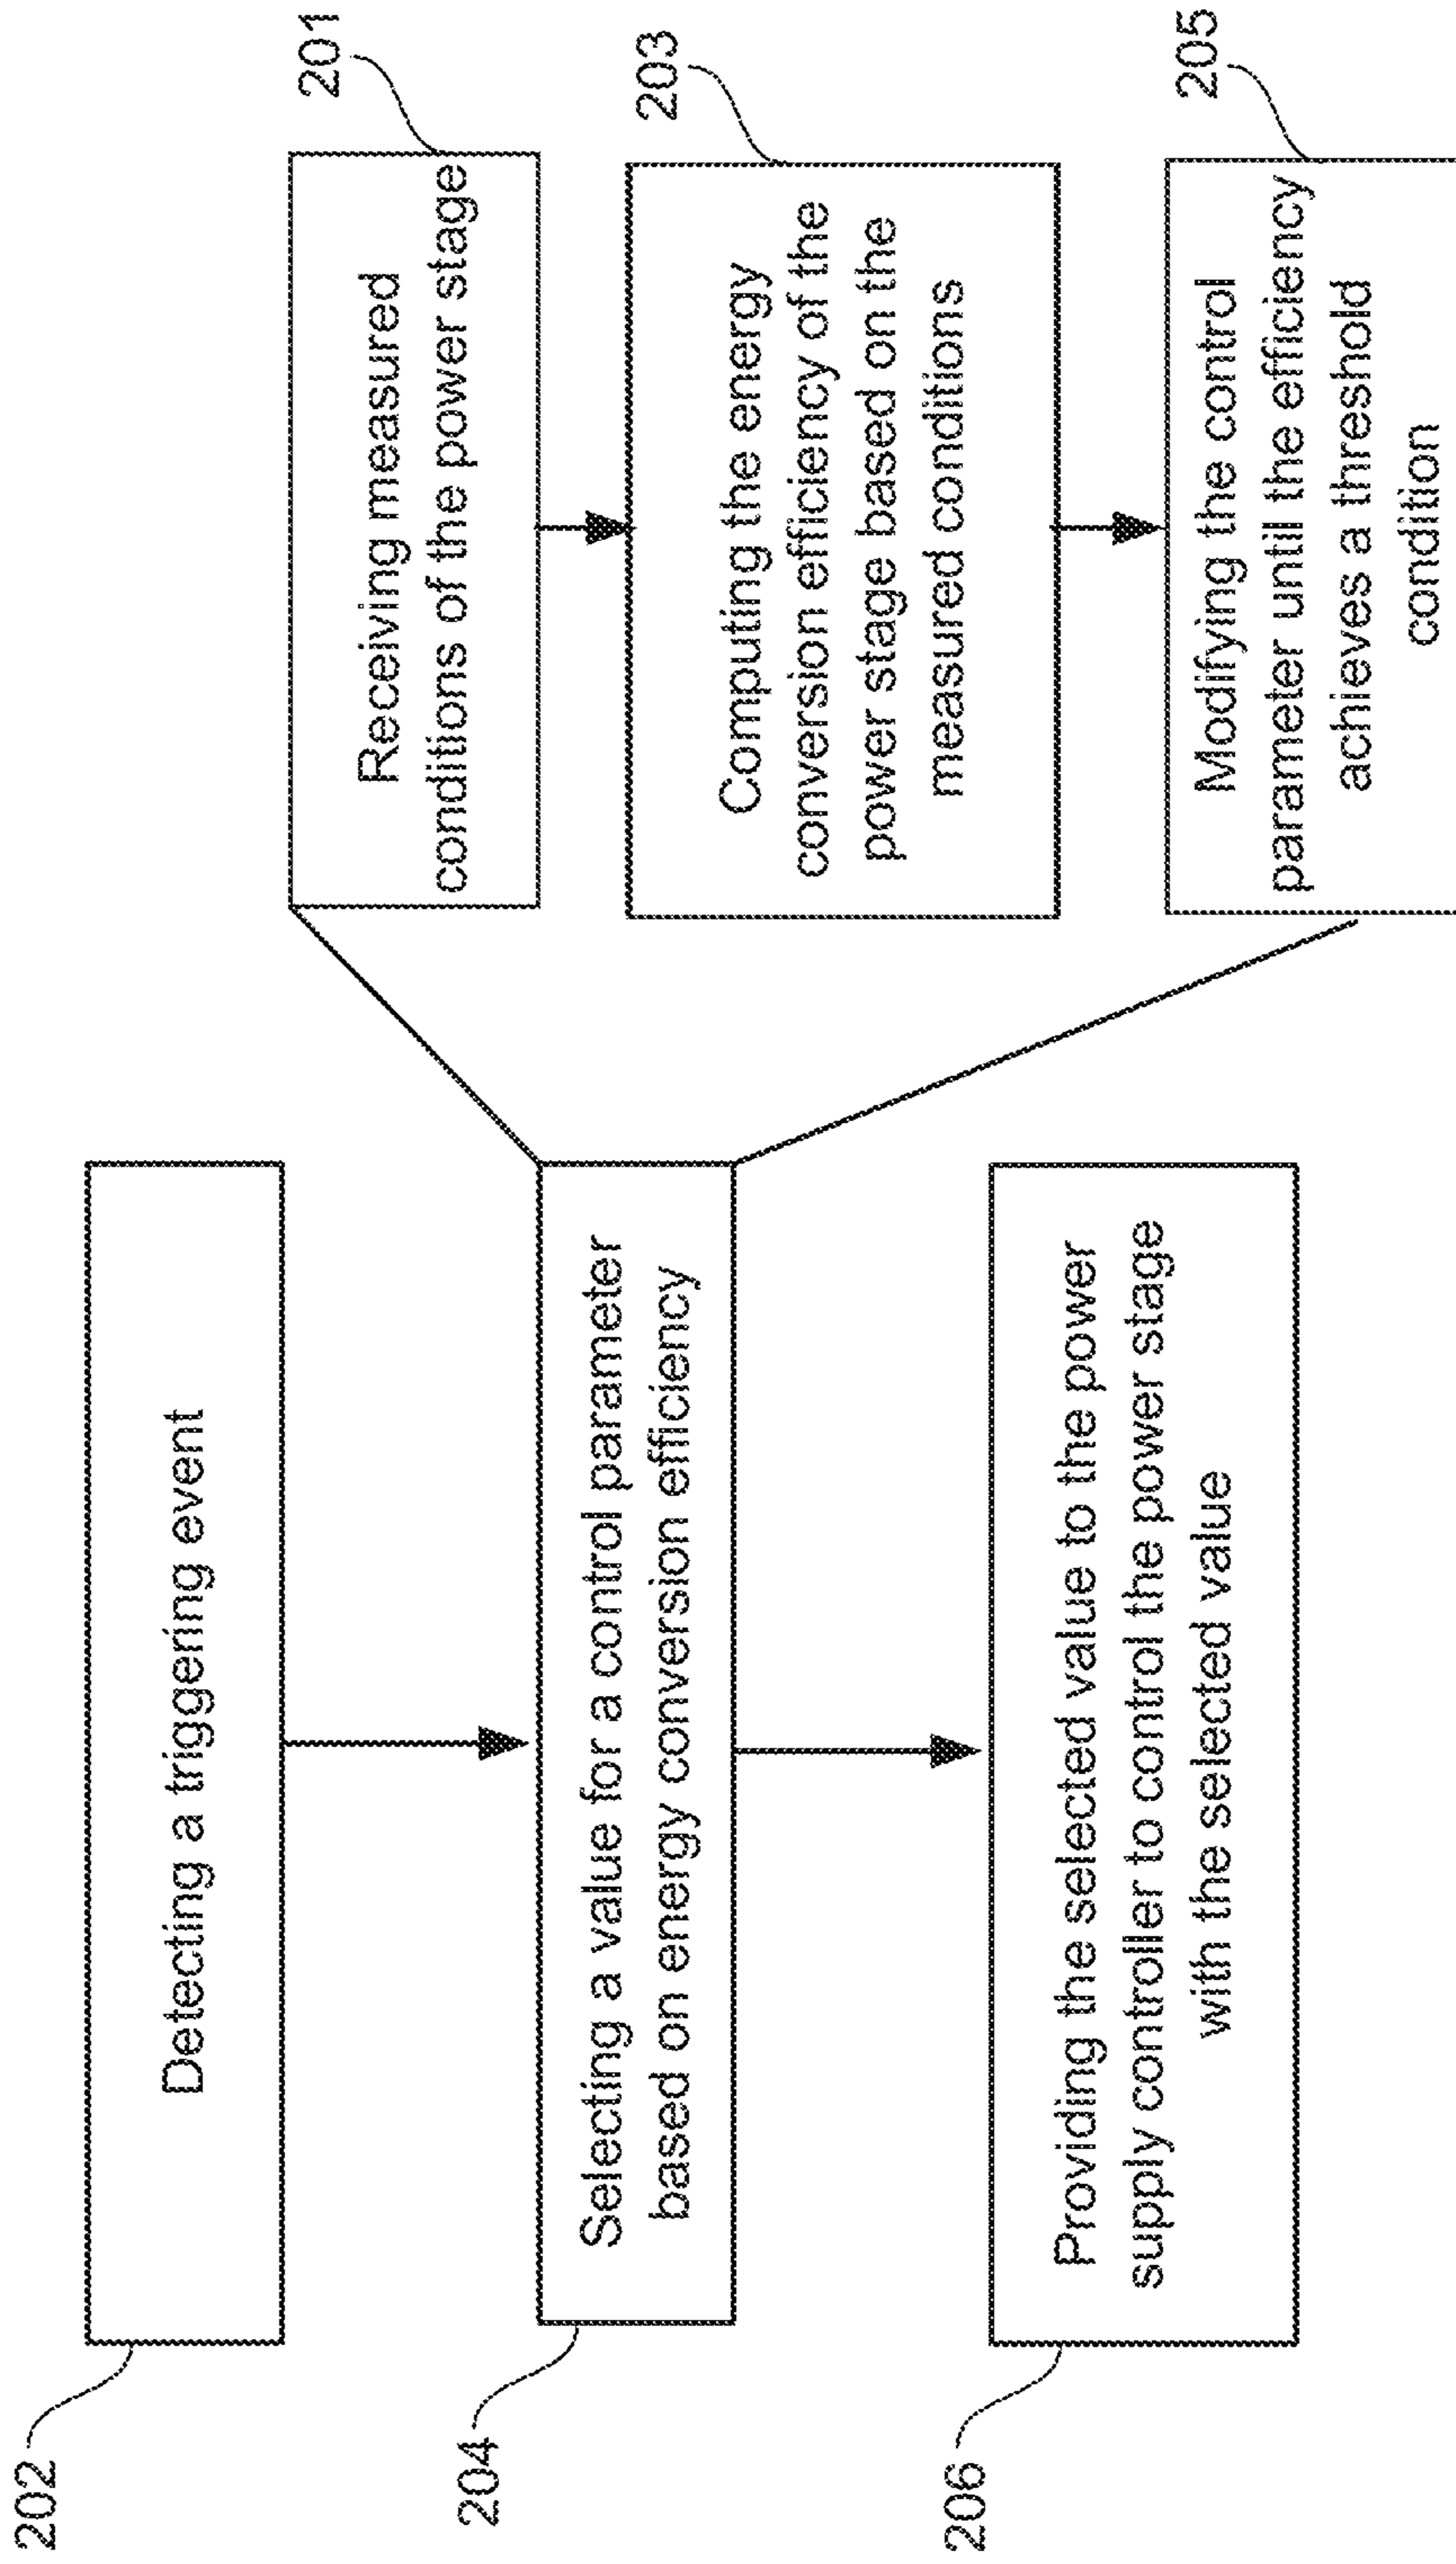 202
Detecting a triggering event
204
Selecting a value for a control parameter
based on energy conversion efficiency
206
Providing the selected value to the power
supply controller to control the power stage
with the selected value
201
Receiving measured
conditions of the power stage
203
Computing the energy
conversion efficiency of the
power stage based on the
measured conditions
205
Modifying the control
parameter until the efficiency
achieves a threshold
condition